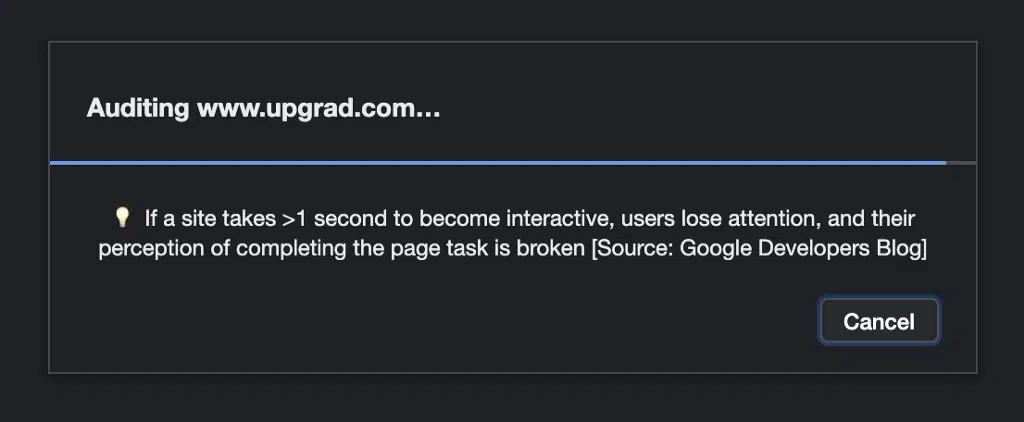 Auditing www.upgrad.com...
💡 If a site takes >1 second to become interactive, users lose attention, and their
perception of completing the page task is broken [Source: Google Developers Blog]
Cancel